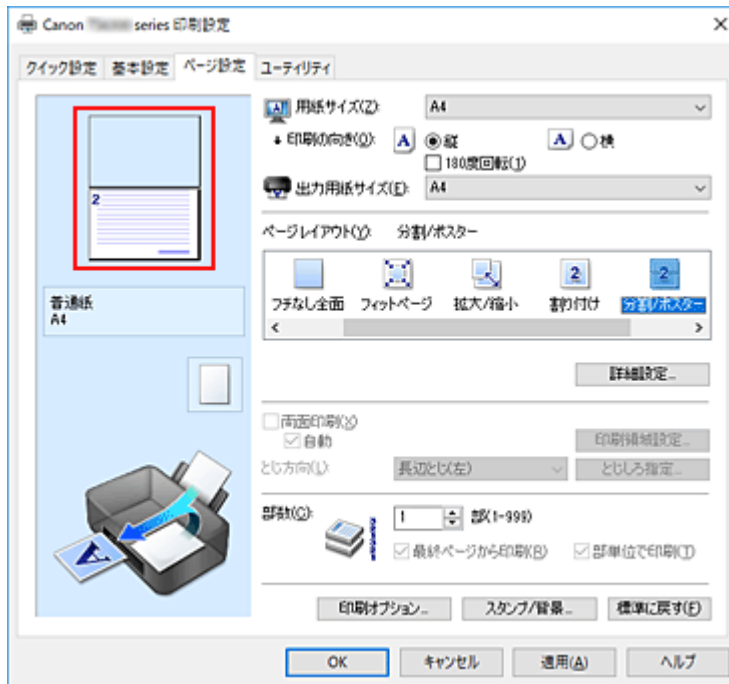 Canon series 印刷設定
クイック設定 基本設定 ページ設定 ユーティリティ
用紙サイズ(Z): A4
印刷の向き(O): A 縦 A 横
180度回転(J)
出力用紙サイズ(E): A4
2
ページレイアウト(Y): 分割/ポスター
2 2
フチなし全面 フィットページ 拡大/縮小 割り付け 分割/ポスター
普通紙
A4
詳細設定...
両面印刷(X)
自動
印刷領域設定...
とじ方向(L): 長辺とじ(左) とじしろ指定...
部数(C): 1 部(1-999)
最終ページから印刷(R) 部単位で印刷(T)
A
印刷オプション... スタンプ/背景... 標準に戻す(F)
OK キャンセル 適用(A) ヘルプ